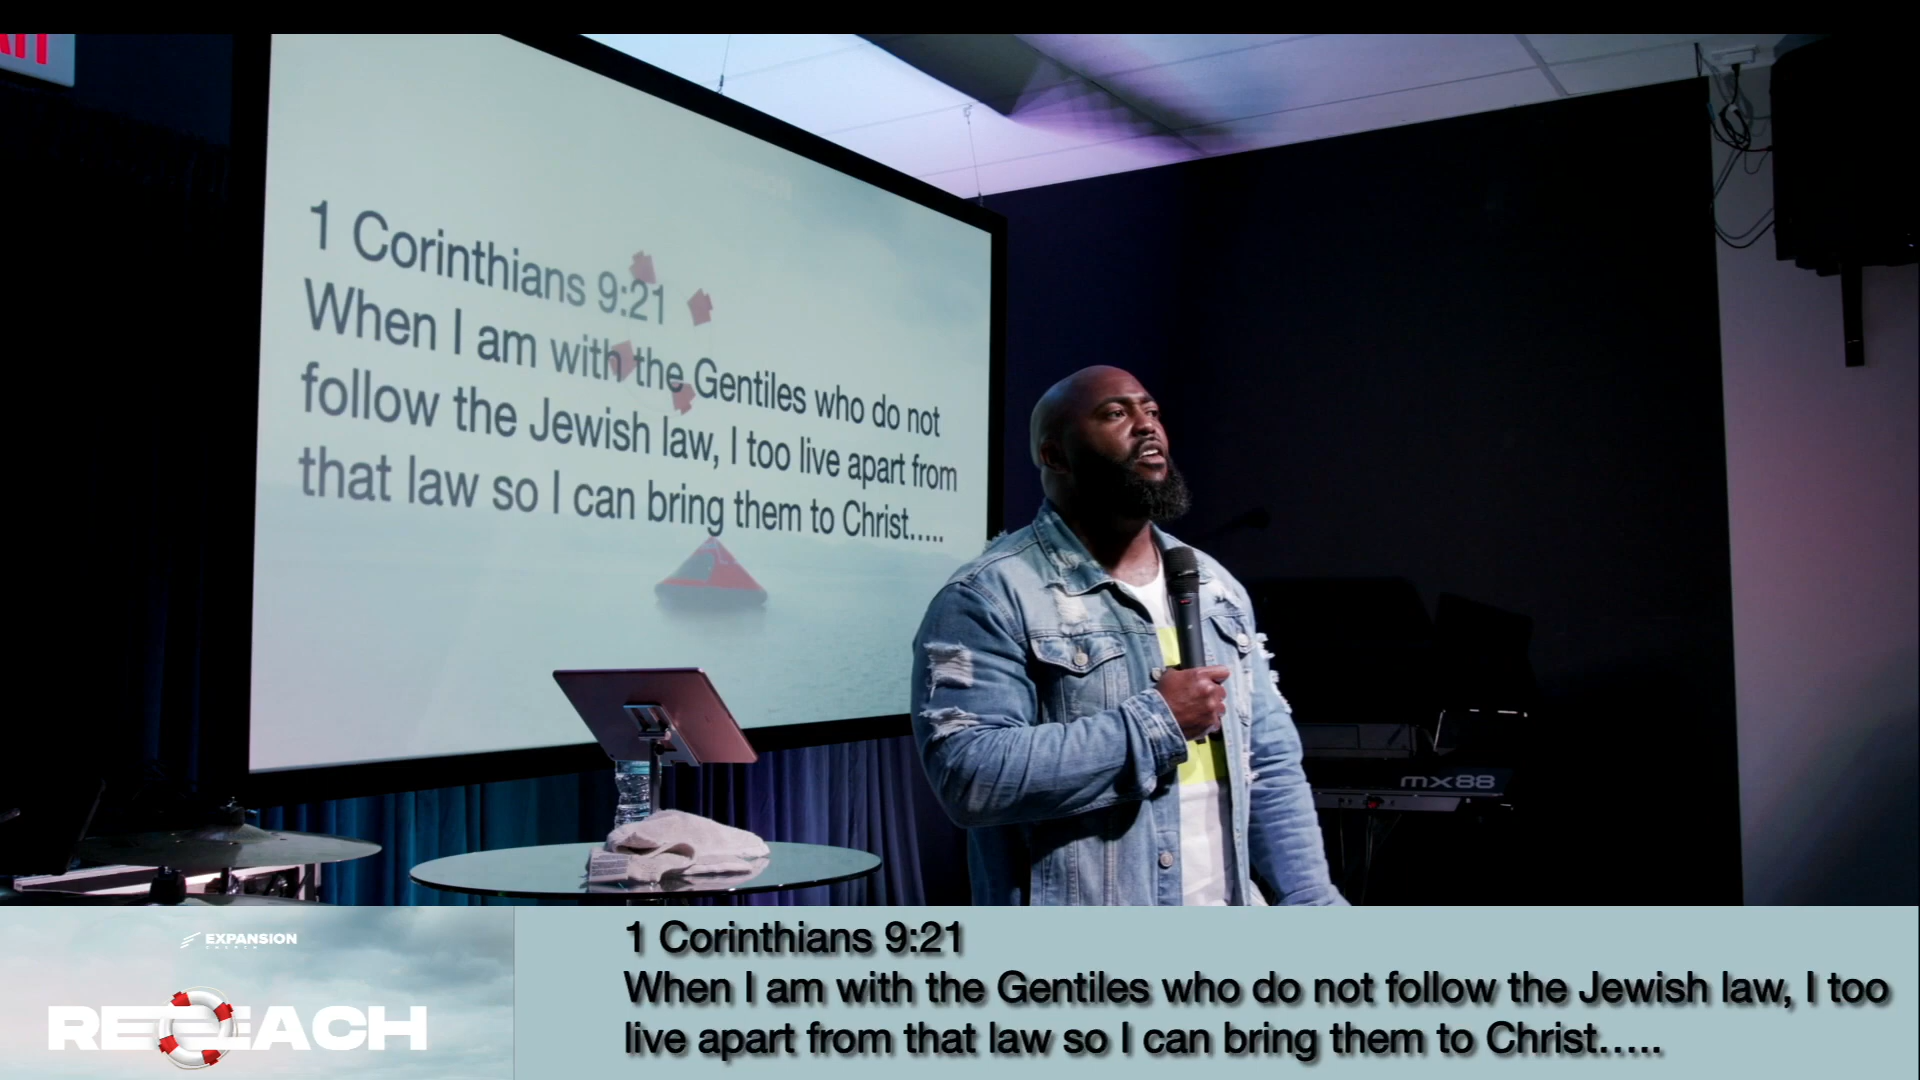 1 Corinthians 9:21
When I am with the Gentiles who do not
follow the Jewish law, I too live apart from
that law so I can bring them to Christ.....
mx88
EXPANSION
CHURCH
1 Corinthians 9:21
When I am with the Gentiles who do not follow the Jewish law, I too
live apart from that law so I can bring them to Christ.....